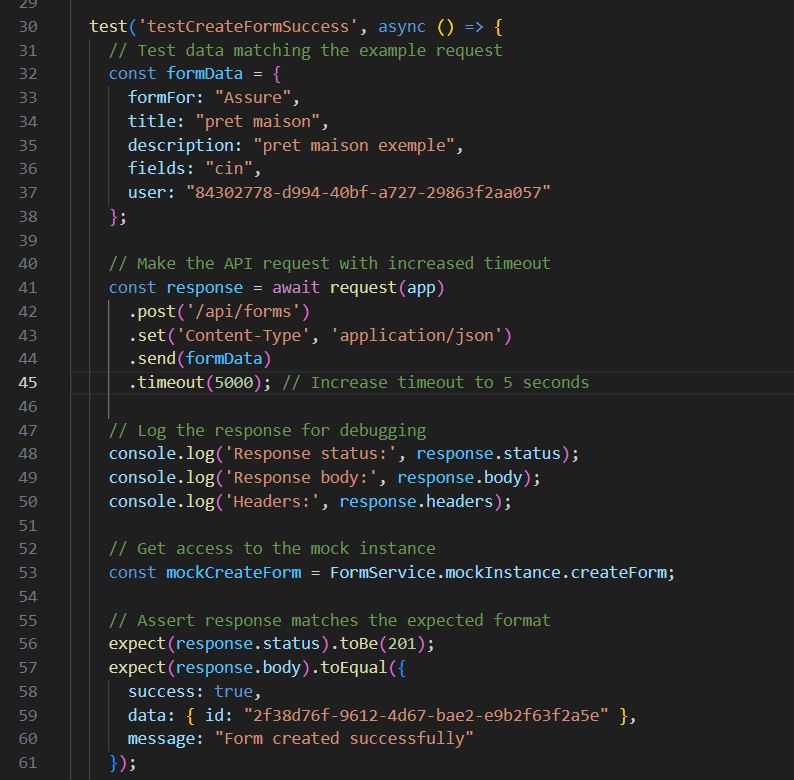 29
30 test('testCreateFormSuccess', async () => {
31 // Test data matching the example request
32 const formData = {
33 formFor: "Assure",
34 title: "pret maison",
35 description: "pret maison exemple",
36 fields: "cin",
37 user: "84302778-d994-40bf-a727-29863f2aa057"
38 };
39
40 // Make the API request with increased timeout
41 const response = await request(app)
42 .post('/api/forms')
43 .set('Content-Type', 'application/json')
44 .send(formData)
45 .timeout(5000); // Increase timeout to 5 seconds
46
47 // Log the response for debugging
48 console.log('Response status:', response.status);
49 console.log('Response body:', response.body);
50 console.log('Headers:', response.headers);
51
52 // Get access to the mock instance
53 const mockCreateForm = FormService.mockInstance.createForm;
54
55 // Assert response matches the expected format
56 expect(response.status).toBe(201);
57 expect(response.body).toEqual({
58 success: true,
59 data: { id: "2f38d76f-9612-4d67-bae2-e9b2f63f2a5e" },
60 message: "Form created successfully"
61 });